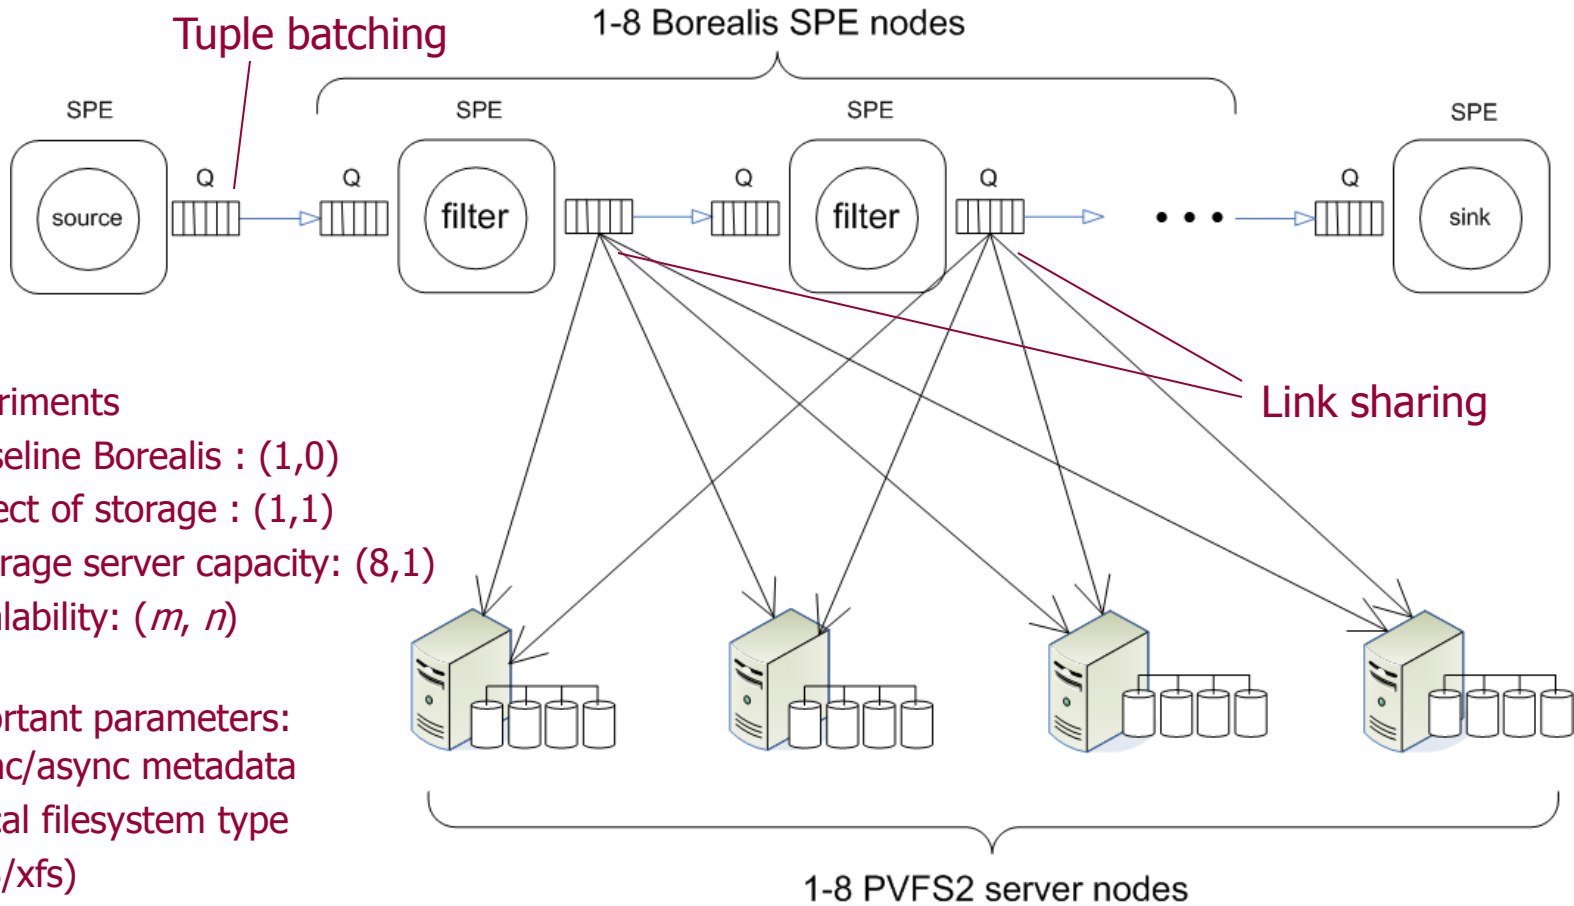 Tuple batching
1-8 Borealis SPE nodes
SPE
SPE
SPE
SPE
Q
Q
Q
Q
Q
source
filter
filter
• • •
sink
Link sharing
riments
seline Borealis : (1,0)
ect of storage : (1,1)
rage server capacity: (8,1)
alability: (m, n)
ortant parameters:
nc/async metadata
cal filesystem type
/xfs)
1-8 PVFS2 server nodes